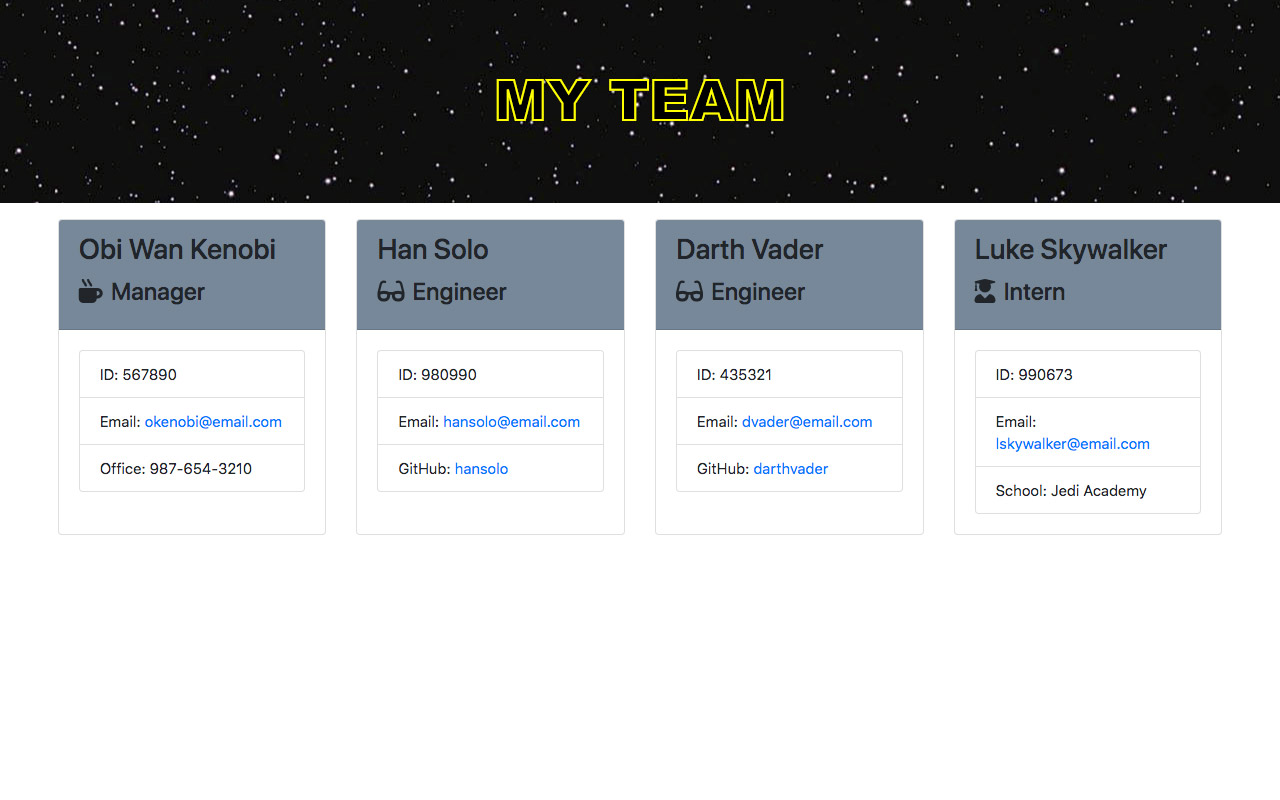 MY TEAM
Obi Wan Kenobi
Manager
ID: 567890
Email: okenobi@email.com
Office: 987-654-3210
Han Solo
Engineer
ID: 980990
Email: hansolo@email.com
GitHub: hansolo
Darth Vader
Engineer
ID: 435321
Email: dvader@email.com
GitHub: darthvader
Luke Skywalker
Intern
ID: 990673
Email:
lskywalker@email.com
School: Jedi Academy